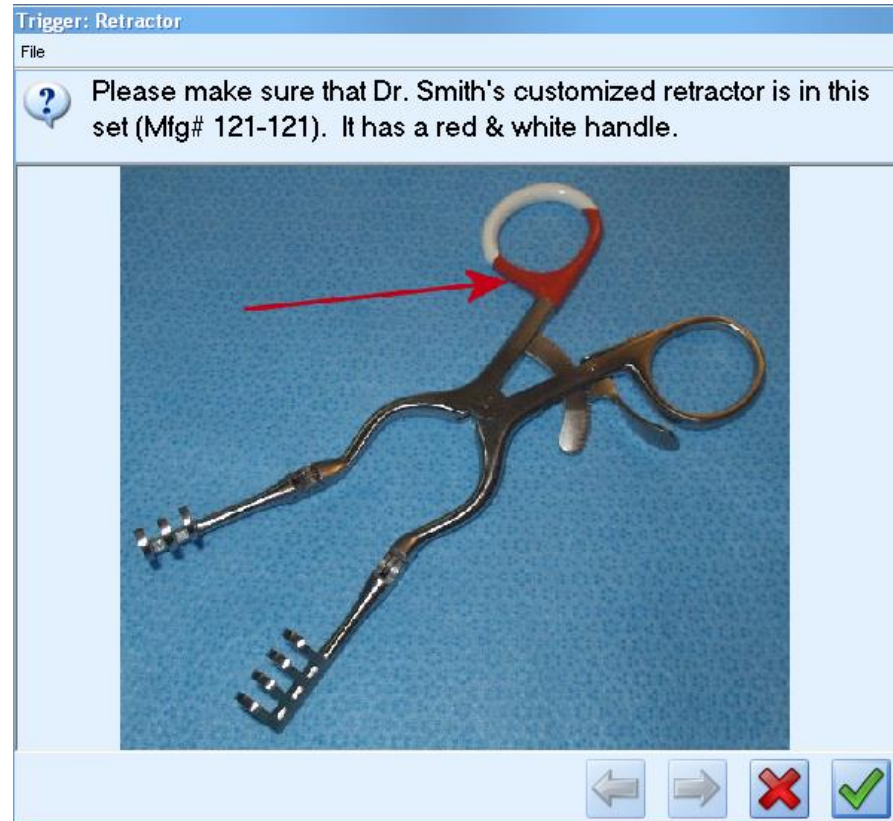 Trigger: Retractor
File
Please make sure that Dr. Smith's customized retractor is in this
set (Mfg# 121-121).  It has a red & white handle.